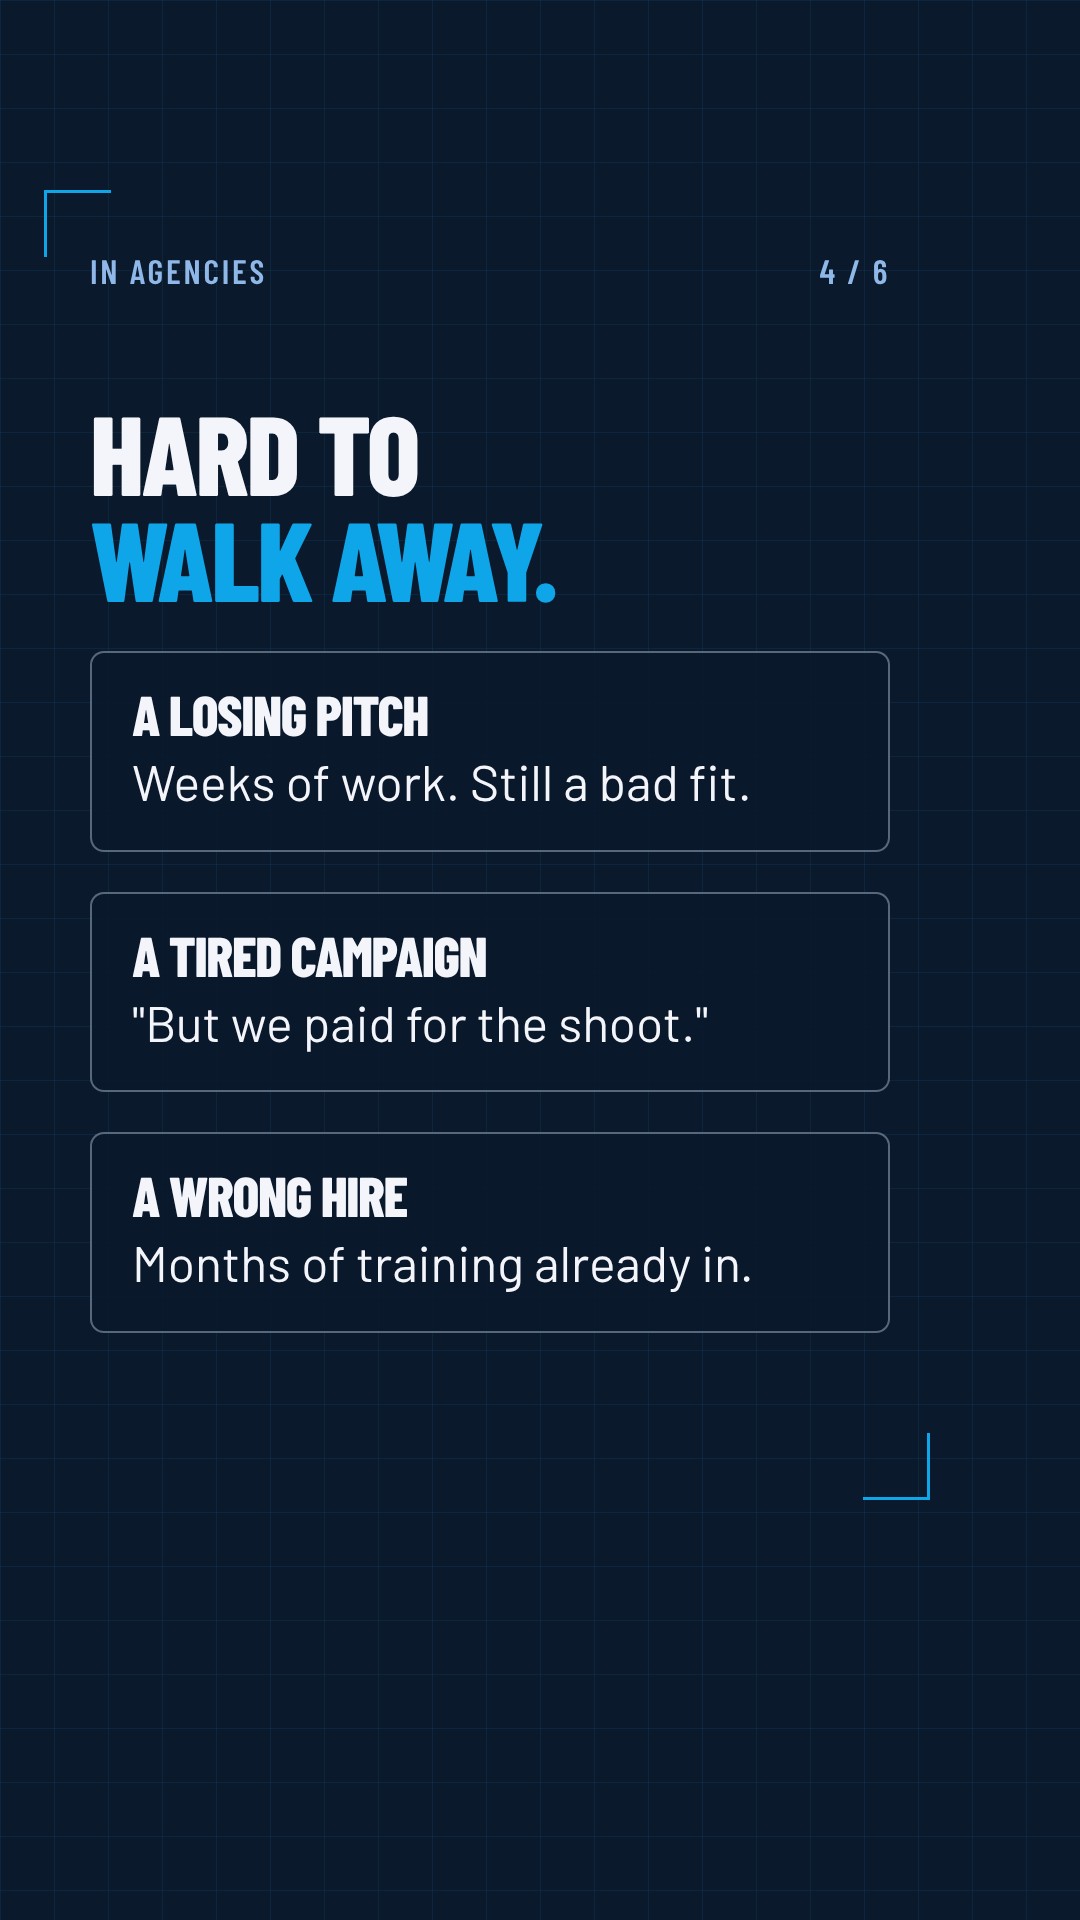 IN AGENCIES
4 / 6
HARD TO
WALK AWAY.
A LOSING PITCH
Weeks of work. Still a bad fit.
A TIRED CAMPAIGN
"But we paid for the shoot."
A WRONG HIRE
Months of training already in.